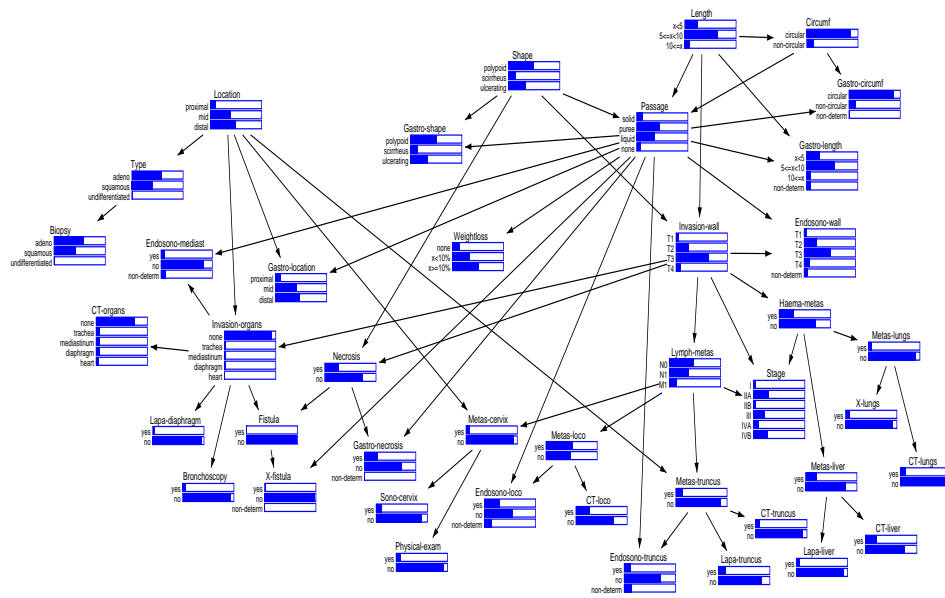 Length
x<5
5<=x<10
10<=x
Circumf
circular
non-circular
Shape
polypoid
scirrheus
ulcerating
Gastro-circumf
circular
non-circular
non-determ
Location
proximal
mid
distal
Passage
solid
puree
liquid
none
Gastro-shape
polypoid
scirrheus
ulcerating
Gastro-length
x<5
5<=x<10
10<=x
non-determ
Type
adeno
squamous
undifferentiated
Biopsy
adeno
squamous
undifferentiated
Endosono-mediast
yes
no
non-determ
Gastro-location
proximal
mid
distal
Weightloss
none
x<10%
x>=10%
Invasion-wall
T1
T2
T3
T4
Endosono-wall
T1
T2
T3
T4
non-determ
CT-organs
none
trachea
mediastinum
diaphragm
heart
Invasion-organs
none
trachea
mediastinum
diaphragm
heart
Necrosis
yes
no
Haema-metas
yes
no
Metas-lungs
yes
no
Lymph-metas
N0
N1
M1
Stage
I
IIA
IIB
III
IVA
IVB
X-lungs
yes
no
CT-lungs
yes
no
Lapa-diaphragm
yes
no
Fistula
yes
no
Metas-cervix
yes
no
Metas-loco
yes
no
Gastro-necrosis
yes
no
non-determ
Bronchoscopy
yes
no
X-fistula
yes
no
non-determ
Sono-cervix
yes
no
Endosono-loco
yes
no
non-determ
CT-loco
yes
no
Metas-truncus
yes
no
Metas-liver
yes
no
CT-truncus
yes
no
CT-liver
yes
no
Physical-exam
yes
no
Endosono-truncus
yes
no
non-determ
Lapa-truncus
yes
no
Lapa-liver
yes
no